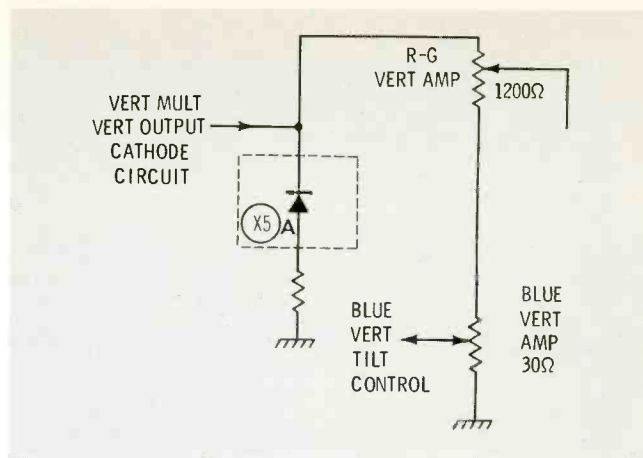 R-G
VERT AMP
1200Ω
VERT MULT
VERT OUTPUT
CATHODE
CIRCUIT
X5 A
BLUE
VERT
TILT
CONTROL
BLUE
VERT
AMP
30Ω